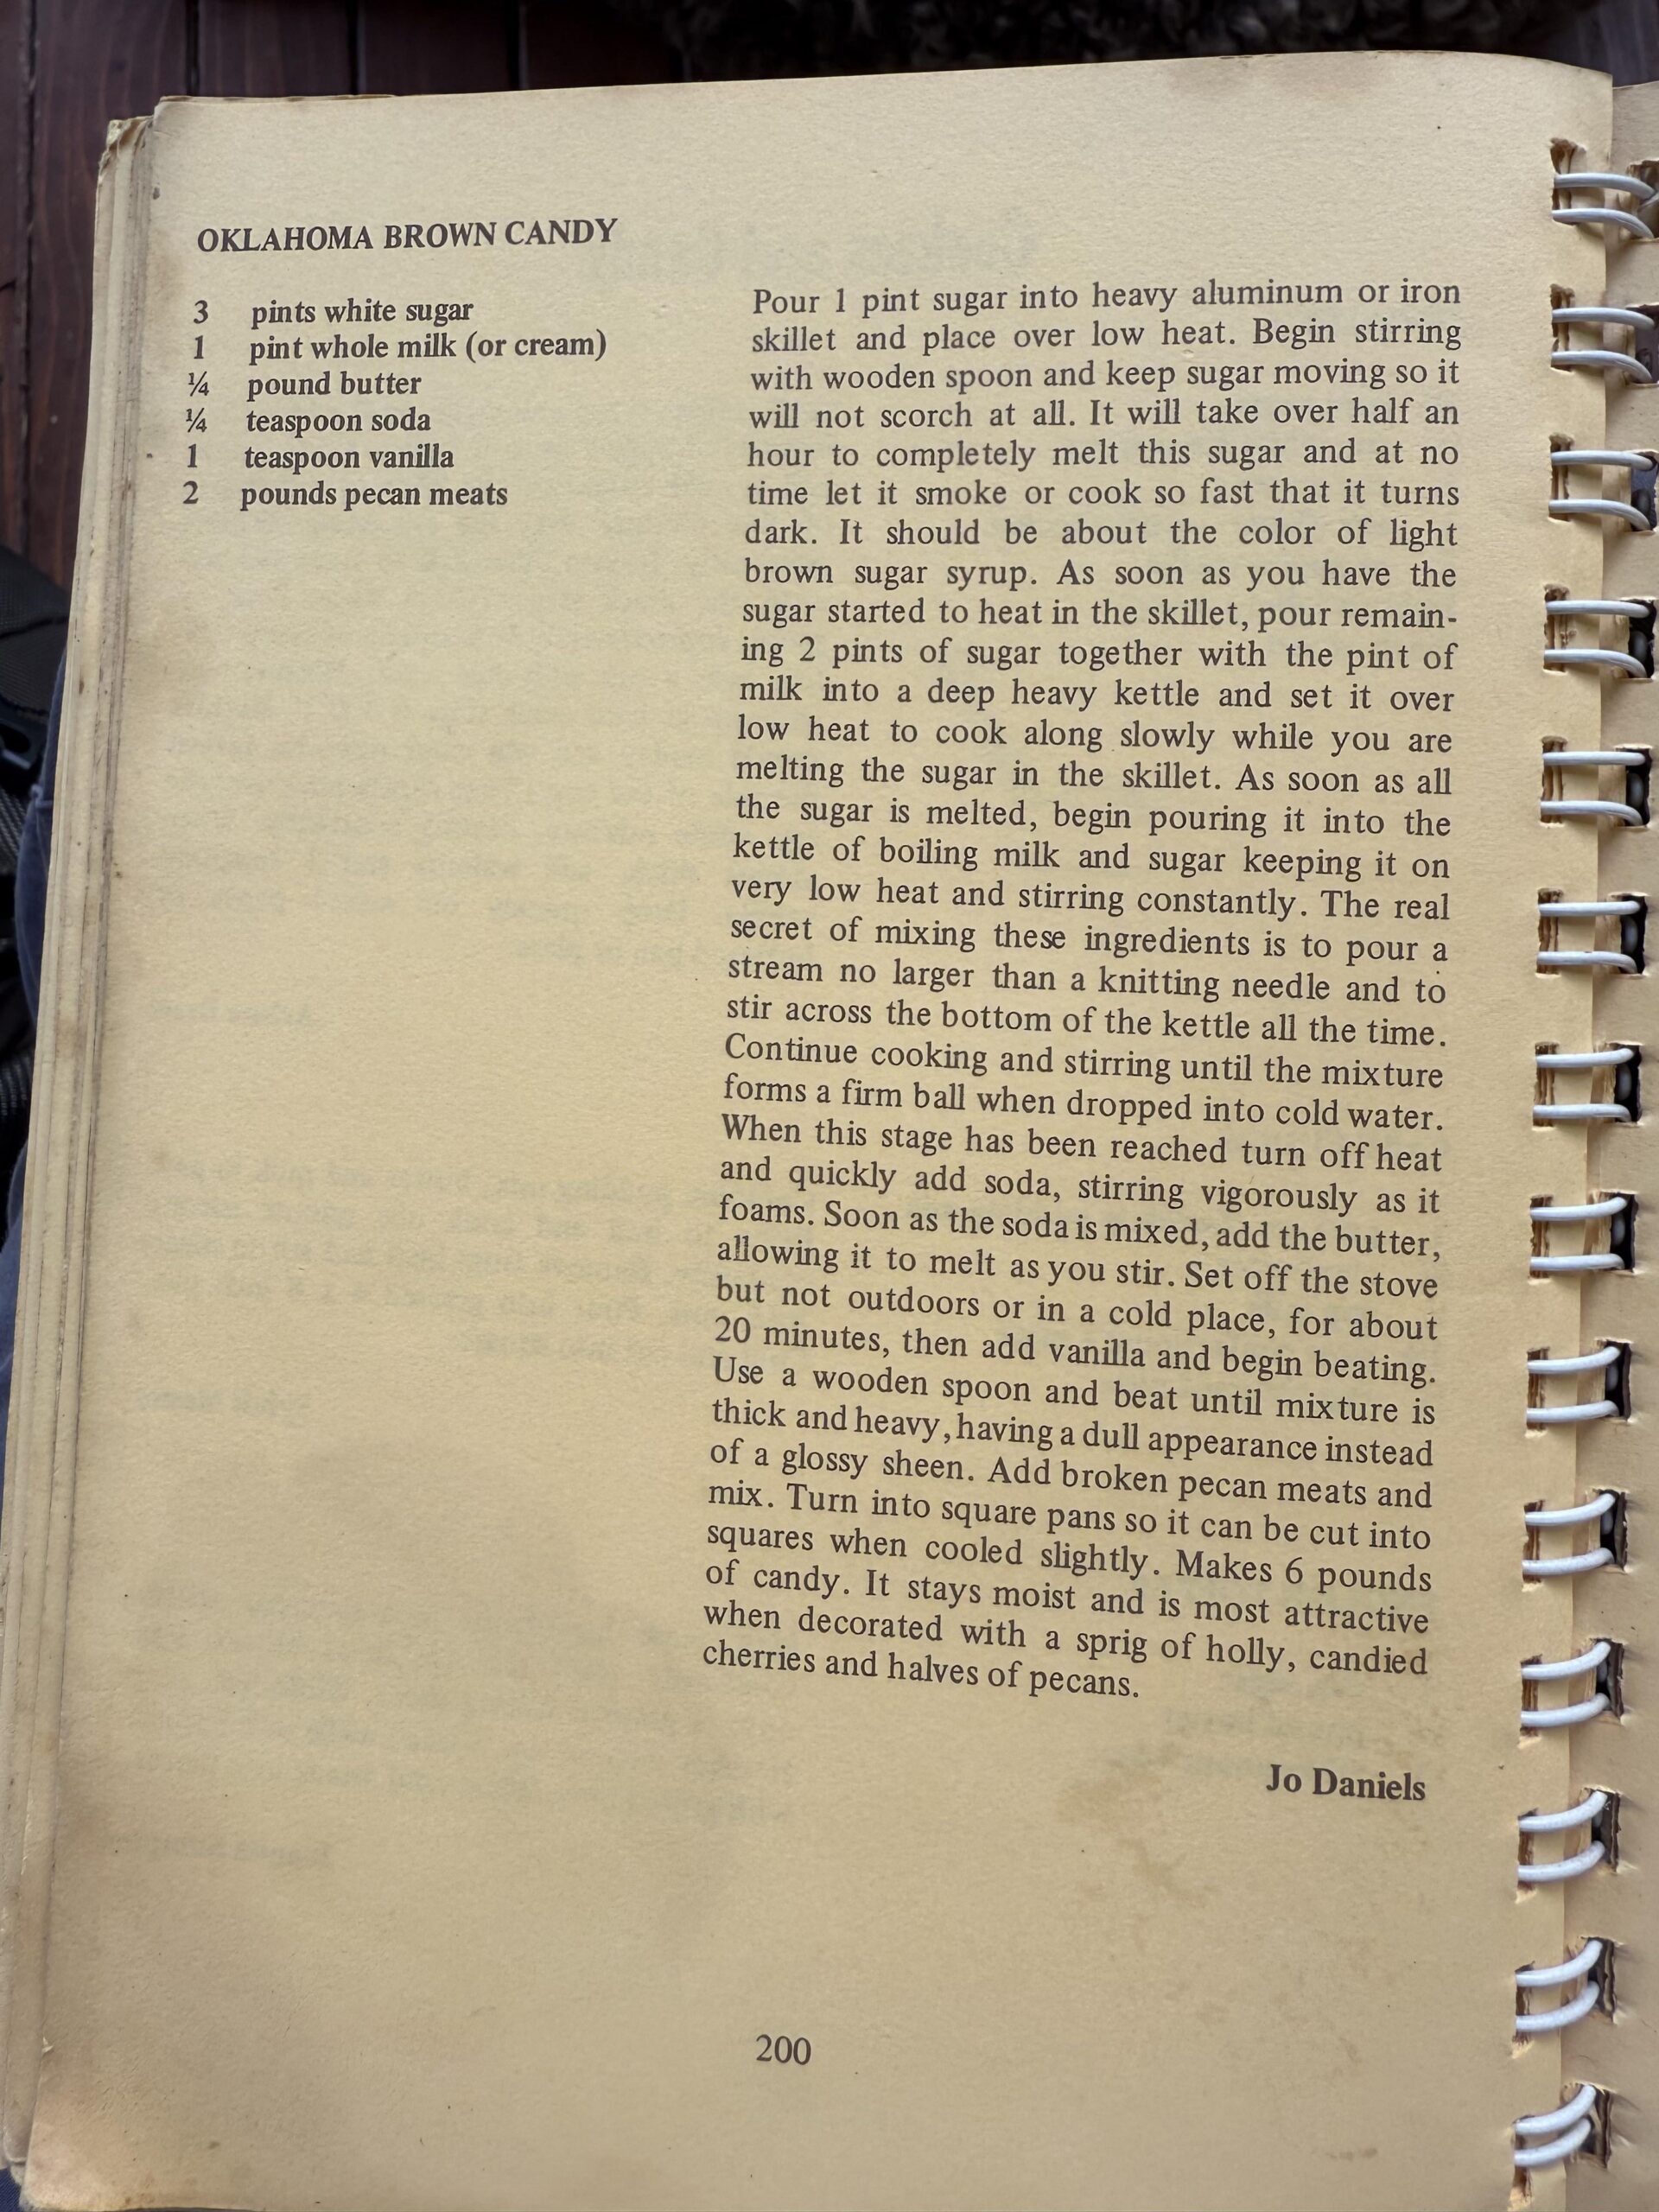 OKLAHOMA BROWN CANDY
3 pints white sugar
1 pint whole milk (or cream)
¼ pound butter
¼ teaspoon soda
1 teaspoon vanilla
2 pounds pecan meats
Pour 1 pint sugar into heavy aluminum or iron
skillet and place over low heat. Begin stirring
with wooden spoon and keep sugar moving so it
will not scorch at all. It will take over half an
hour to completely melt this sugar and at no
time let it smoke or cook so fast that it turns
dark. It should be about the color of light
brown sugar syrup. As soon as you have the
sugar started to heat in the skillet, pour remain-
ing 2 pints of sugar together with the pint of
milk into a deep heavy kettle and set it over
low heat to cook along slowly while you are
melting the sugar in the skillet. As soon as all
the sugar is melted, begin pouring it into the
kettle of boiling milk and sugar keeping it on
very low heat and stirring constantly. The real
secret of mixing these ingredients is to pour a
stream no larger than a knitting needle and to
stir across the bottom of the kettle all the time.
Continue cooking and stirring until the mixture
forms a firm ball when dropped into cold water.
When this stage has been reached turn off heat
and quickly add soda, stirring vigorously as it
foams. Soon as the soda is mixed, add the butter,
allowing it to melt as you stir. Set off the stove
but not outdoors or in a cold place, for about
20 minutes, then add vanilla and begin beating.
Use a wooden spoon and beat until mixture is
thick and heavy, having a dull appearance instead
of a glossy sheen. Add broken pecan meats and
mix. Turn into square pans so it can be cut into
squares when cooled slightly. Makes 6 pounds
of candy. It stays moist and is most attractive
when decorated with a sprig of holly, candied
cherries and halves of pecans.
Jo Daniels
200